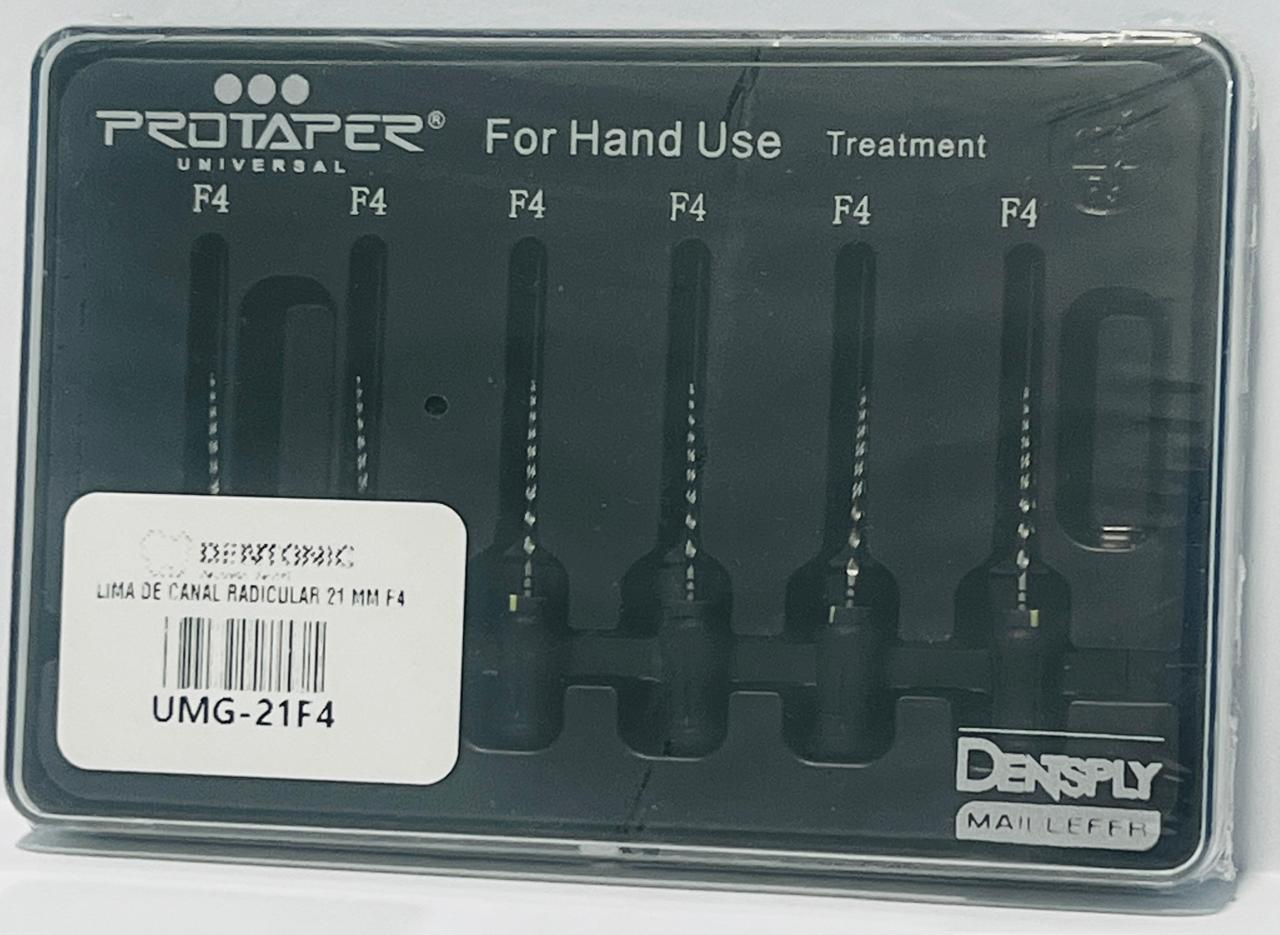 PROTAPER®
UNIVERSAL
For Hand Use
Treatment
F4 F4 F4 F4 F4 F4
DENTONIC
LIMA DE CANAL RADICULAR 21 MM F4
UMG-21F4
DENTSPLY
MAILLEFER